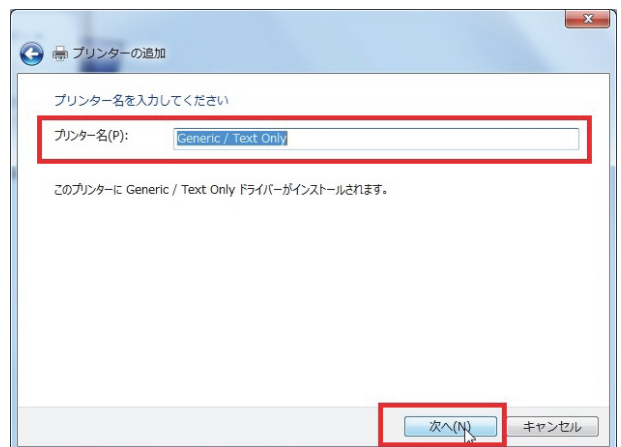 プリンターの追加
プリンター名を入力してください
プリンター名(P): Generic / Text Only
このプリンターに Generic / Text Only ドライバーがインストールされます。
次へ(N) キャンセル